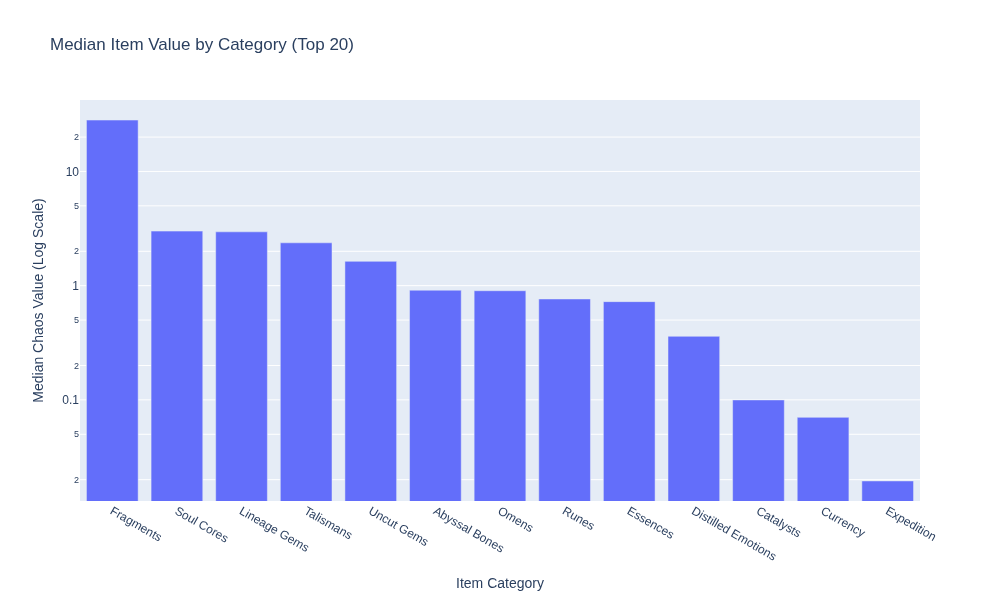 Median Item Value by Category (Top 20)
Median Chaos Value (Log Scale)
2
10
5
2
1
5
2
0.1
5
2
Fragments
Soul Cores
Lineage Gems
Talismans
Uncut Gems
Abyssal Bones
Omens
Runes
Essences
Distilled Emotions
Catalysts
Currency
Expedition
Item Category